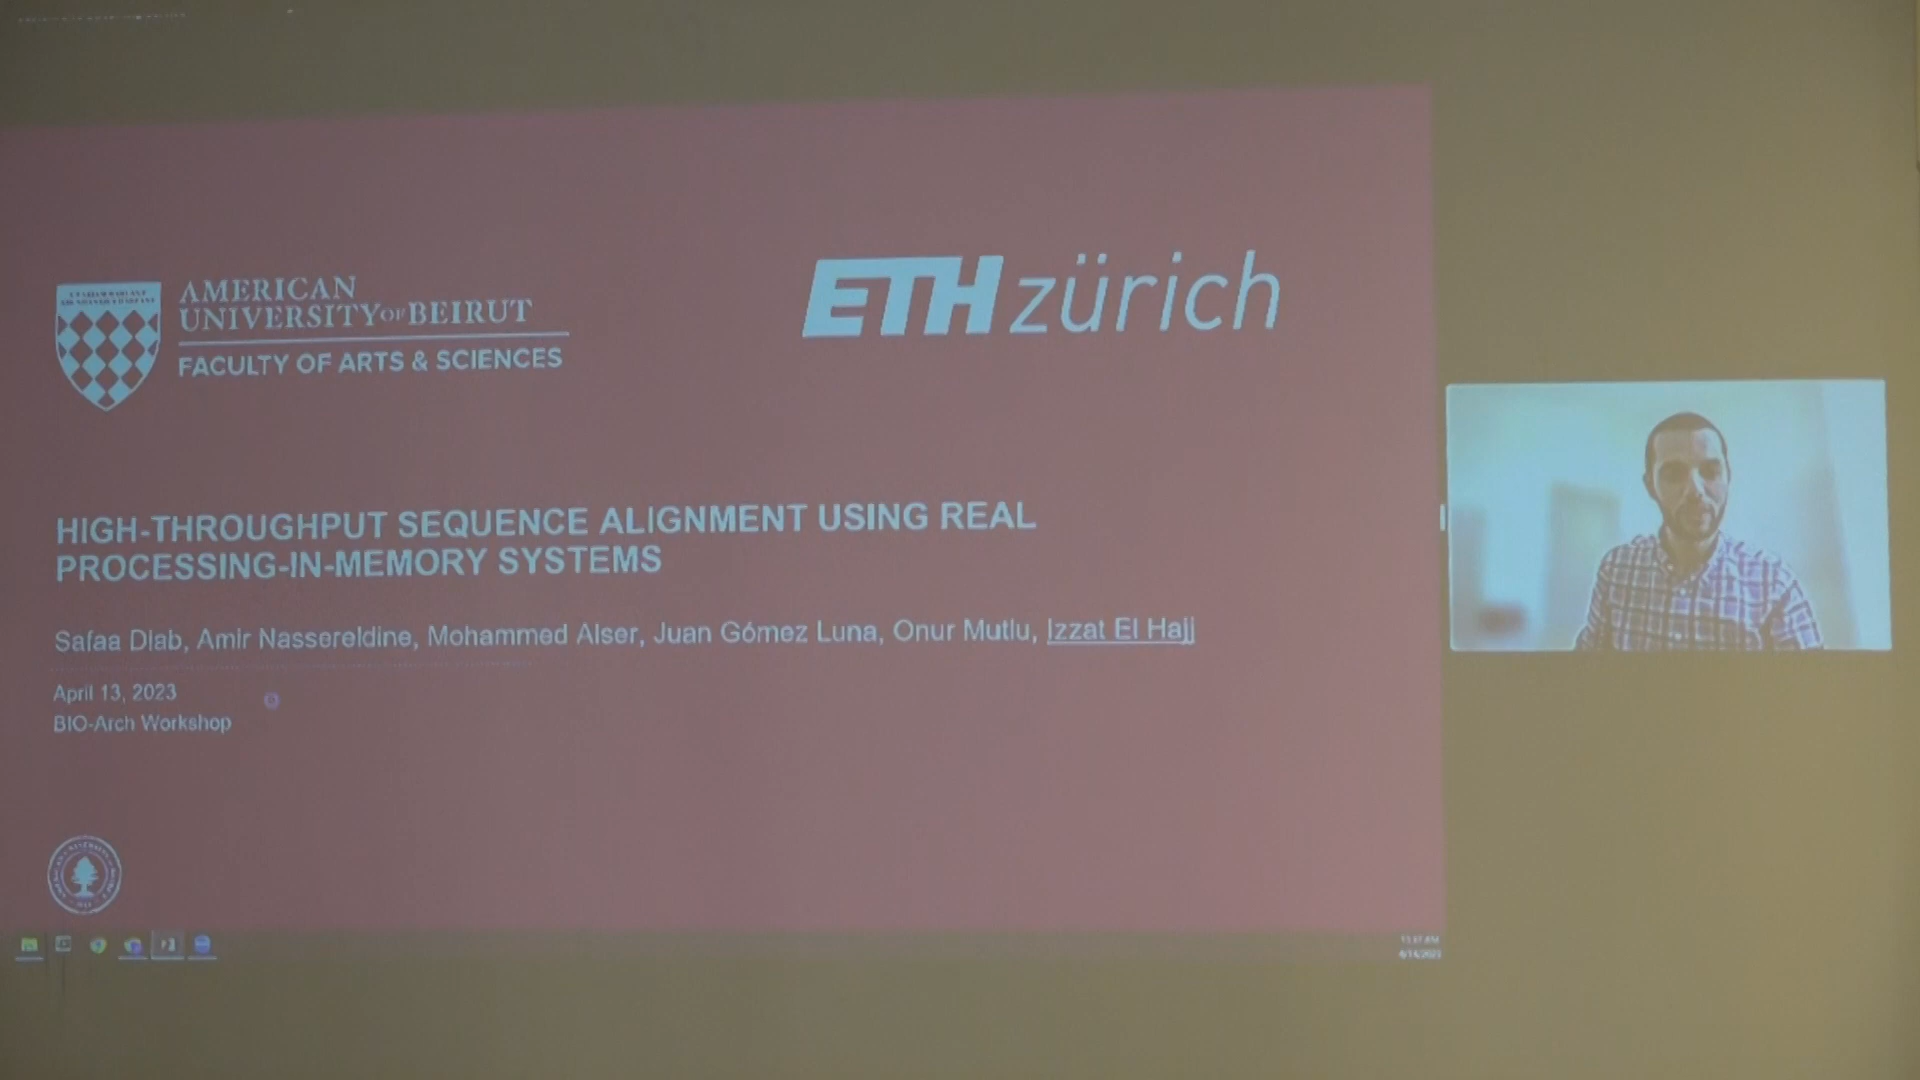 AMERICAN
UNIVERSITY OF BEIRUT
FACULTY OF ARTS & SCIENCES
ETH zürich
HIGH-THROUGHPUT SEQUENCE ALIGNMENT USING REAL
PROCESSING-IN-MEMORY SYSTEMS
Safaa Diab, Amir Nassereldine, Mohammed Alser, Juan Gómez Luna, Onur Mutlu, Izzat El Hajj
April 13, 2023
BIO-Arch Workshop